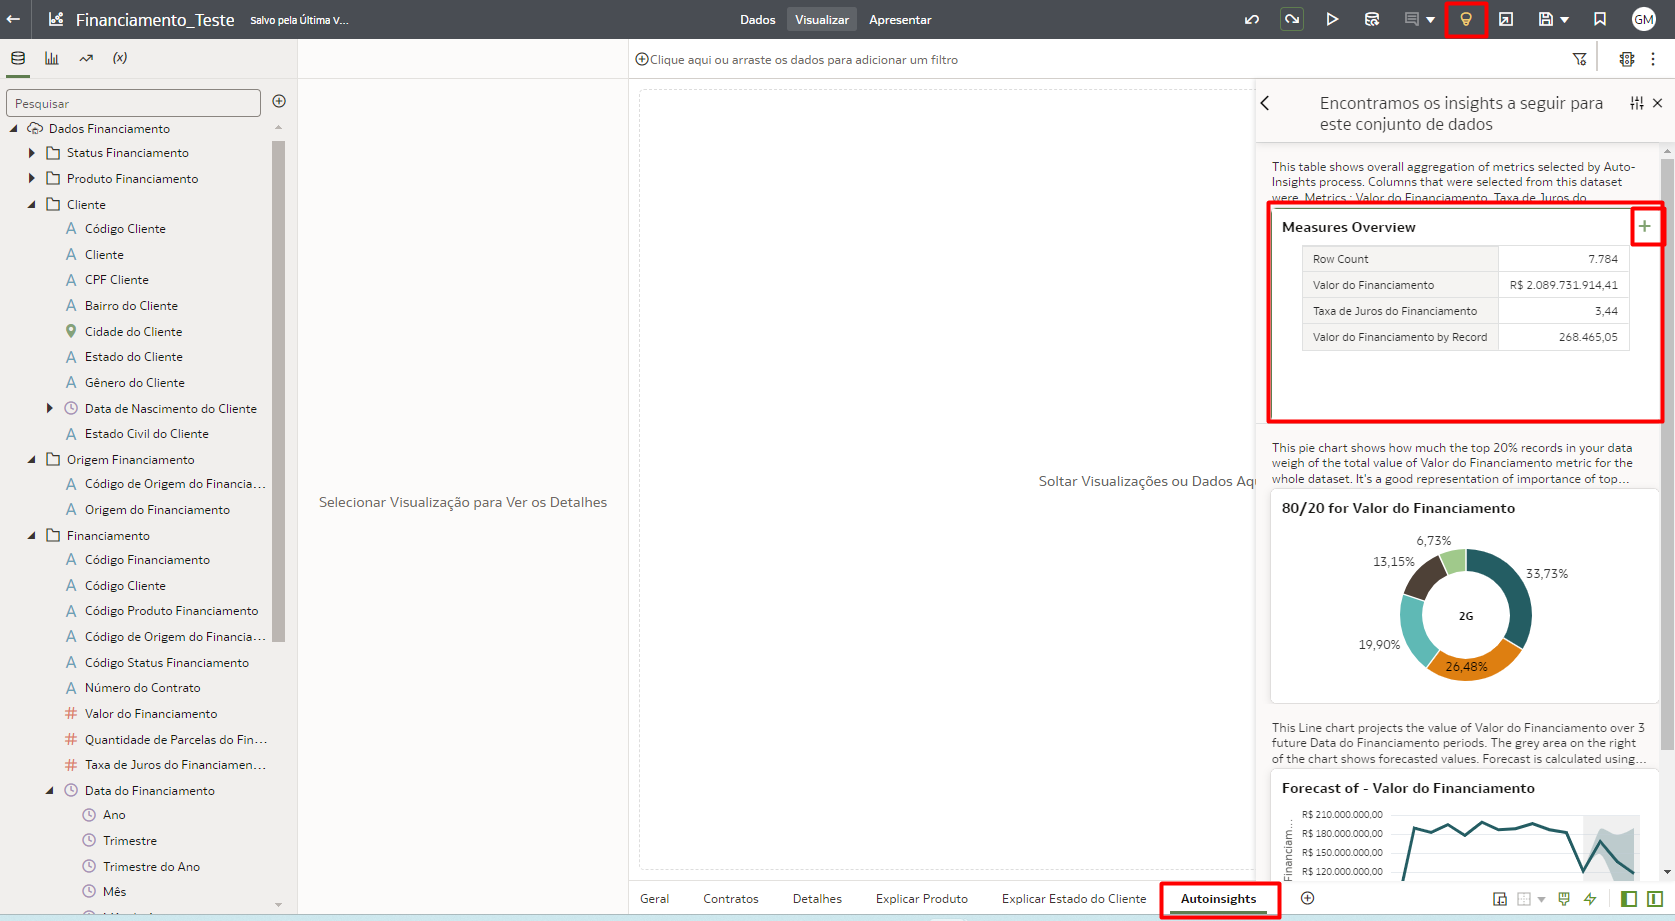 Financiamento_Teste
Salvo pela Última V...
Dados
Visualizar
Apresentar
GM
(x)
Clique aqui ou arraste os dados para adicionar um filtro
Pesquisar
Dados Financiamento
Status Financiamento
Produto Financiamento
Cliente
A Código Cliente
A Cliente
A CPF Cliente
A Bairro do Cliente
Cidade do Cliente
A Estado do Cliente
A Gênero do Cliente
Data de Nascimento do Cliente
A Estado Civil do Cliente
Origem Financiamento
A Código de Origem do Financia...
A Origem do Financiamento
Financiamento
A Código Financiamento
A Código Cliente
A Código Produto Financiamento
A Código de Origem do Financia...
A Código Status Financiamento
A Número do Contrato
# Valor do Financiamento
# Quantidade de Parcelas do Fin...
# Taxa de Juros do Financiamen...
Data do Financiamento
Ano
Trimestre
Trimestre do Ano
Mês
Selecionar Visualização para Ver os Detalhes
Soltar Visualizações ou Dados Aqu
Encontramos os insights a seguir para
este conjunto de dados
This table shows overall aggregation of metrics selected by Auto-
Insights process. Columns that were selected from this dataset
were. Metrics : Valor do Financiamento, Taxa de Juros do
Measures Overview
Row Count 7.784
Valor do Financiamento R$ 2.089.731.914,41
Taxa de Juros do Financiamento 3,44
Valor do Financiamento by Record 268.465,05
This pie chart shows how much the top 20% records in your data
weigh of the total value of Valor do Financiamento metric for the
whole dataset. It's a good representation of importance of top...
80/20 for Valor do Financiamento
6,73%
13,15%
33,73%
2G
19,90%
26,48%
This Line chart projects the value of Valor do Financiamento over 3
future Data do Financiamento periods. The grey area on the right
of the chart shows forecasted values. Forecast is calculated using...
Forecast of - Valor do Financiamento
Financiam...
R$ 210.000.000,00
R$ 180.000.000,00
R$ 150.000.000,00
R$ 120.000.000,00
Geral
Contratos
Detalhes
Explicar Produto
Explicar Estado do Cliente
Autoinsights